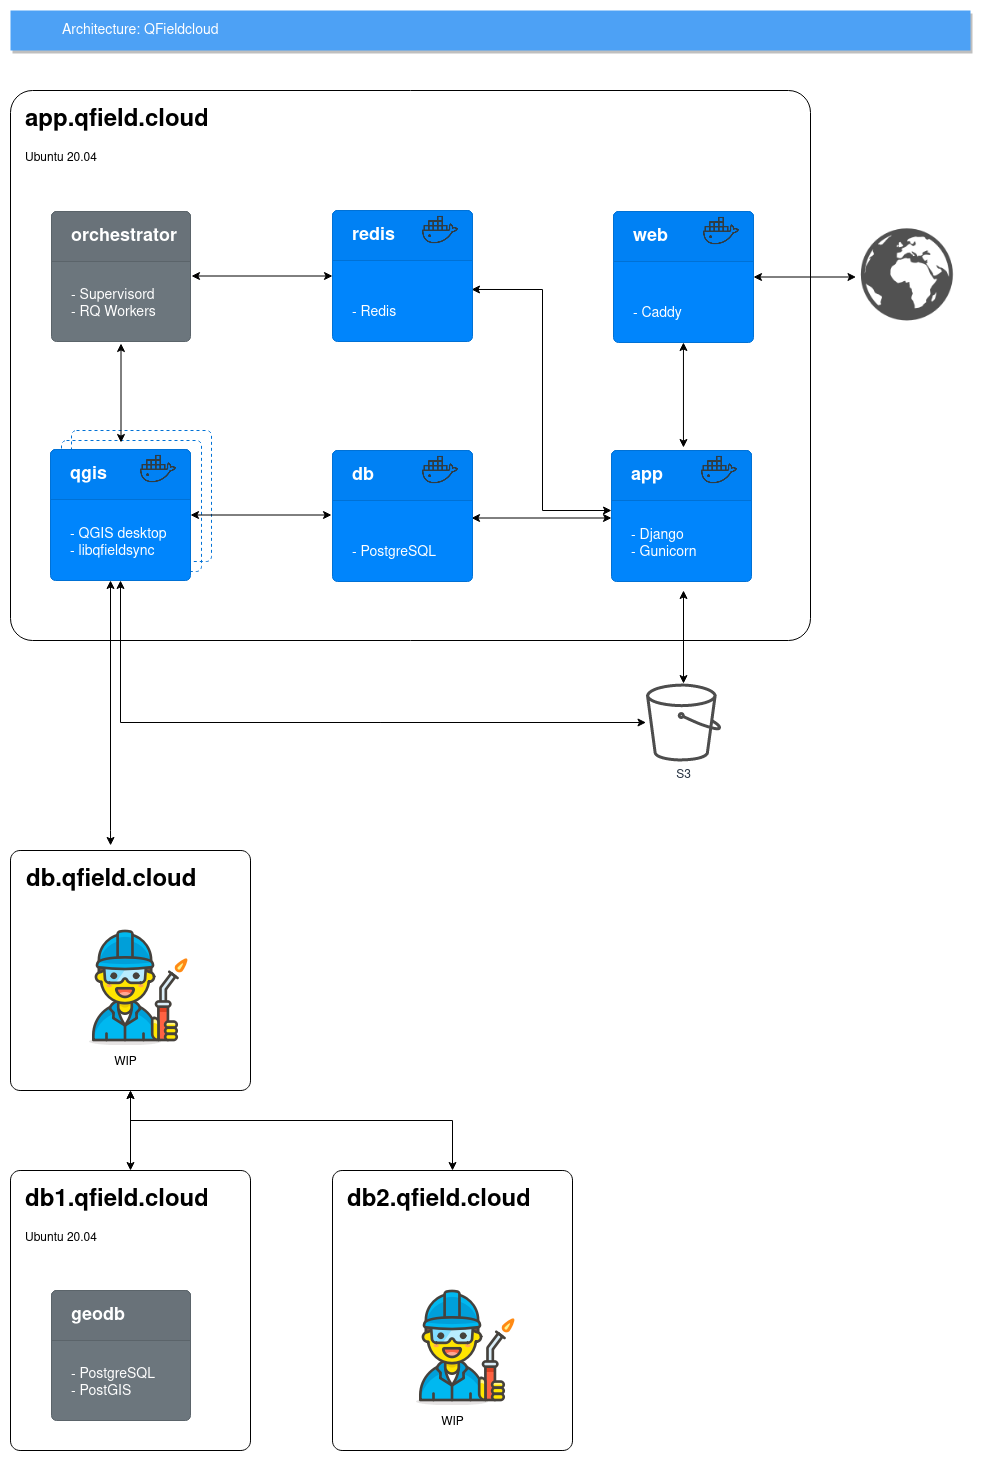 Architecture: QFieldcloud
app.qfield.cloud
Ubuntu 20.04
orchestrator
- Supervisord
- RQ Workers
redis
- Redis
web
- Caddy
qgis
- QGIS desktop
- libqfieldsync
db
- PostgreSQL
app
- Django
- Gunicorn
S3
db.qfield.cloud
WIP
db1.qfield.cloud
Ubuntu 20.04
geodb
- PostgreSQL
- PostGIS
db2.qfield.cloud
WIP